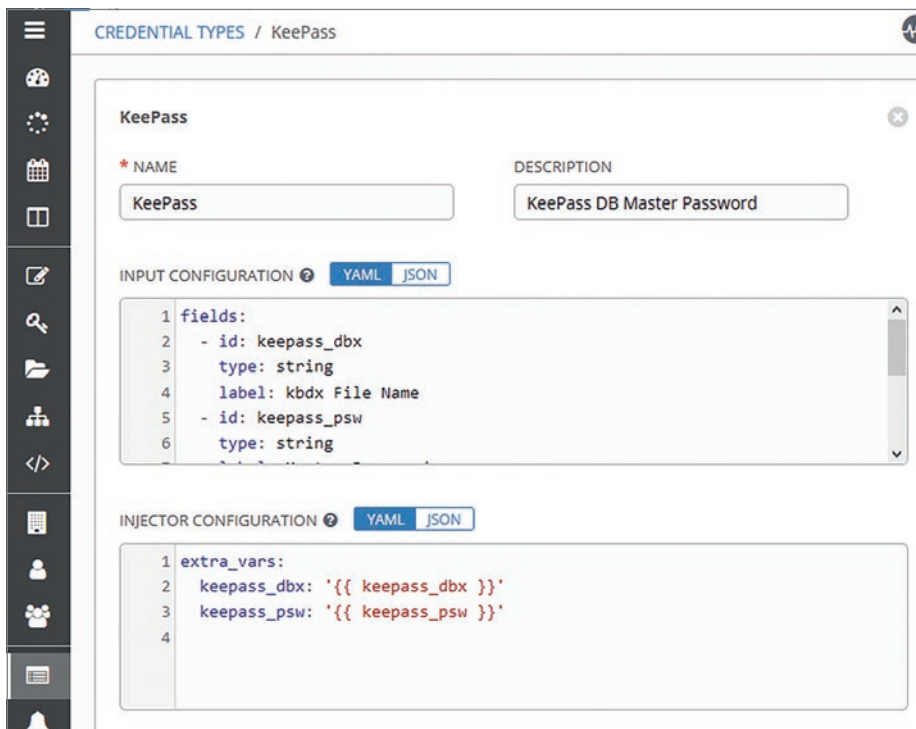 CREDENTIAL TYPES / KeePass
KeePass
* NAME
DESCRIPTION
KeePass
KeePass DB Master Password
INPUT CONFIGURATION ? YAML JSON
1 fields:
2 - id: keepass_dbx
3 type: string
4 label: kbdx File Name
5 - id: keepass_psw
6 type: string
INJECTOR CONFIGURATION ? YAML JSON
1 extra_vars:
2 keepass_dbx: '{{ keepass_dbx }}'
3 keepass_psw: '{{ keepass_psw }}'
4